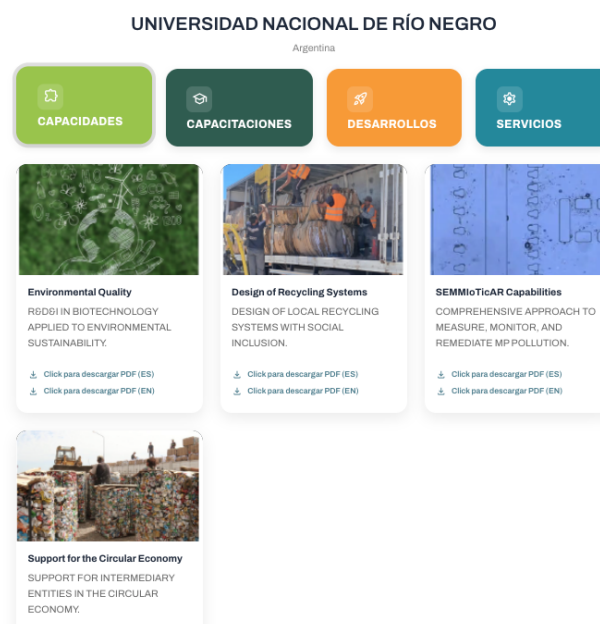 UNIVERSIDAD NACIONAL DE RÍO NEGRO
Argentina
CAPACIDADES
CAPACITACIONES
DESARROLLOS
SERVICIOS
Environmental Quality
R&D&I IN BIOTECHNOLOGY
APPLIED TO ENVIRONMENTAL
SUSTAINABILITY.
Click para descargar PDF (ES)
Click para descargar PDF (EN)
Design of Recycling Systems
DESIGN OF LOCAL RECYCLING
SYSTEMS WITH SOCIAL
INCLUSION.
Click para descargar PDF (ES)
Click para descargar PDF (EN)
SEMMIoTicAR Capabilities
COMPREHENSIVE APPROACH TO
MEASURE, MONITOR, AND
REMEDIATE MP POLLUTION.
Click para descargar PDF (ES)
Click para descargar PDF (EN)
Support for the Circular Economy
SUPPORT FOR INTERMEDIARY
ENTITIES IN THE CIRCULAR
ECONOMY.